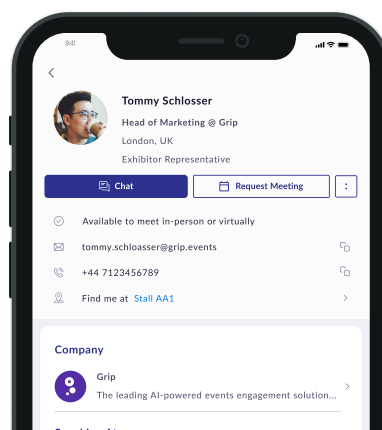 9:41
Tommy Schlosser
Head of Marketing @ Grip
London, UK
Exhibitor Representative
Chat
Request Meeting
Available to meet in-person or virtually
tommy.schloasser@grip.events
+44 7123456789
Find me at Stall AA1
Company
Grip
The leading AI-powered events engagement solution...